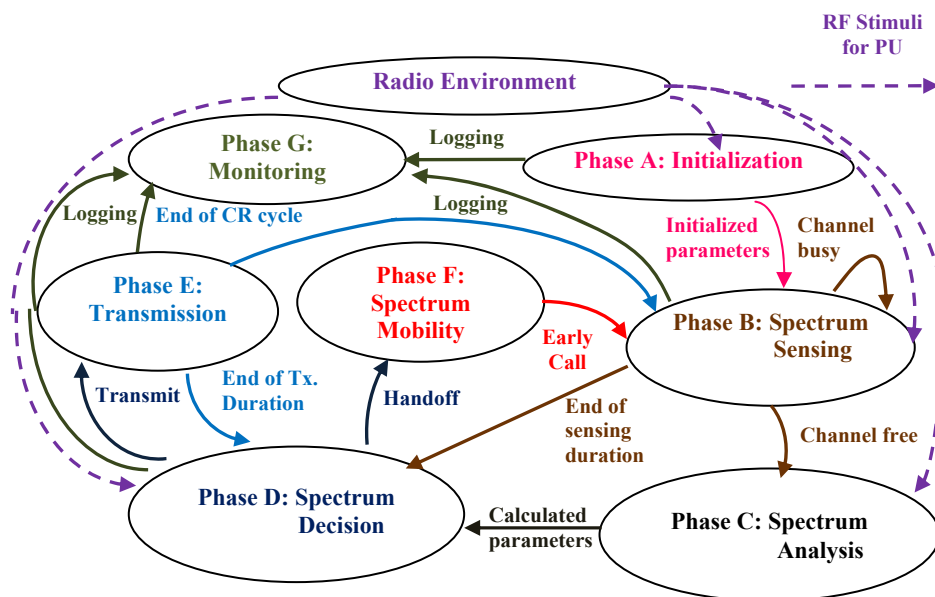 RF Stimuli
for PU
Radio Environment
Phase G:
Monitoring
Logging
Phase A: Initialization
Logging
End of CR cycle
Logging
Initialized
parameters
Channel
busy
Phase E:
Transmission
Phase F:
Spectrum
Mobility
Phase B: Spectrum
Sensing
Early
Call
Transmit
End of Tx.
Duration
Handoff
End of
sensing
duration
Channel free
Phase D: Spectrum
Decision
Calculated
parameters
Phase C: Spectrum
Analysis